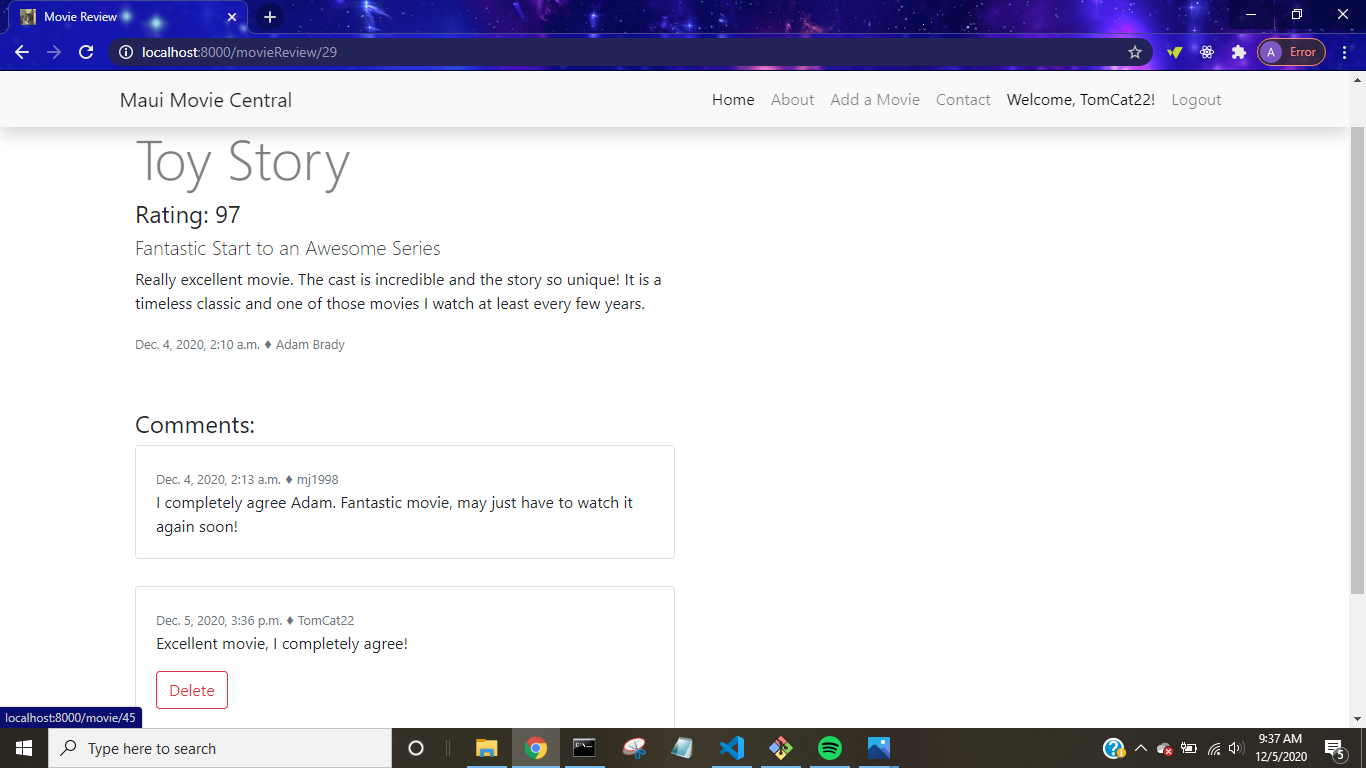 Movie Review
localhost:8000/movieReview/29
A Error
Maui Movie Central
Home About Add a Movie Contact Welcome, TomCat22! Logout
Toy Story
Rating: 97
Fantastic Start to an Awesome Series
Really excellent movie. The cast is incredible and the story so unique! It is a
timeless classic and one of those movies I watch at least every few years.
Dec. 4, 2020, 2:10 a.m. ♦ Adam Brady
Comments:
Dec. 4, 2020, 2:13 a.m. ♦ mj1998
I completely agree Adam. Fantastic movie, may just have to watch it
again soon!
Dec. 5, 2020, 3:36 p.m. ♦ TomCat22
Excellent movie, I completely agree!
Delete
localhost:8000/movie/45
Type here to search
9:37 AM
12/5/2020
5